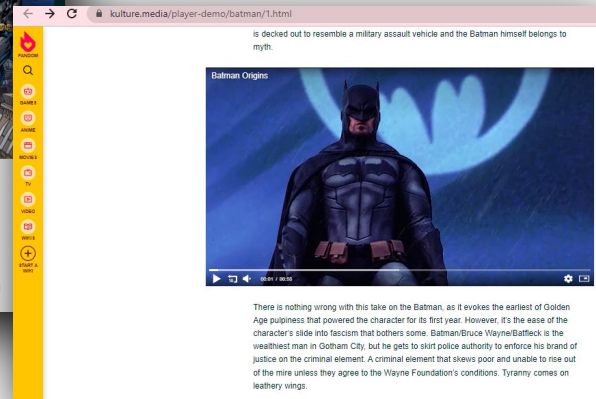 kulture.media/player-demo/batman/1.html
FANDOM
GAMES
ANIME
MOVIES
TV
VIDEO
WIKIS
START A
WIKI
is decked out to resemble a military assault vehicle and the Batman himself belongs to
myth.
Batman Origins
00:01 / 00:55
There is nothing wrong with this take on the Batman, as it evokes the earliest of Golden
Age pulpiness that powered the character for its first year. However, it's the ease of the
character's slide into fascism that bothers some. Batman/Bruce Wayne/Batfleck is the
wealthiest man in Gotham City, but he gets to skirt police authority to enforce his brand of
justice on the criminal element. A criminal element that skews poor and unable to rise out
of the mire unless they agree to the Wayne Foundation's conditions. Tyranny comes on
leathery wings.